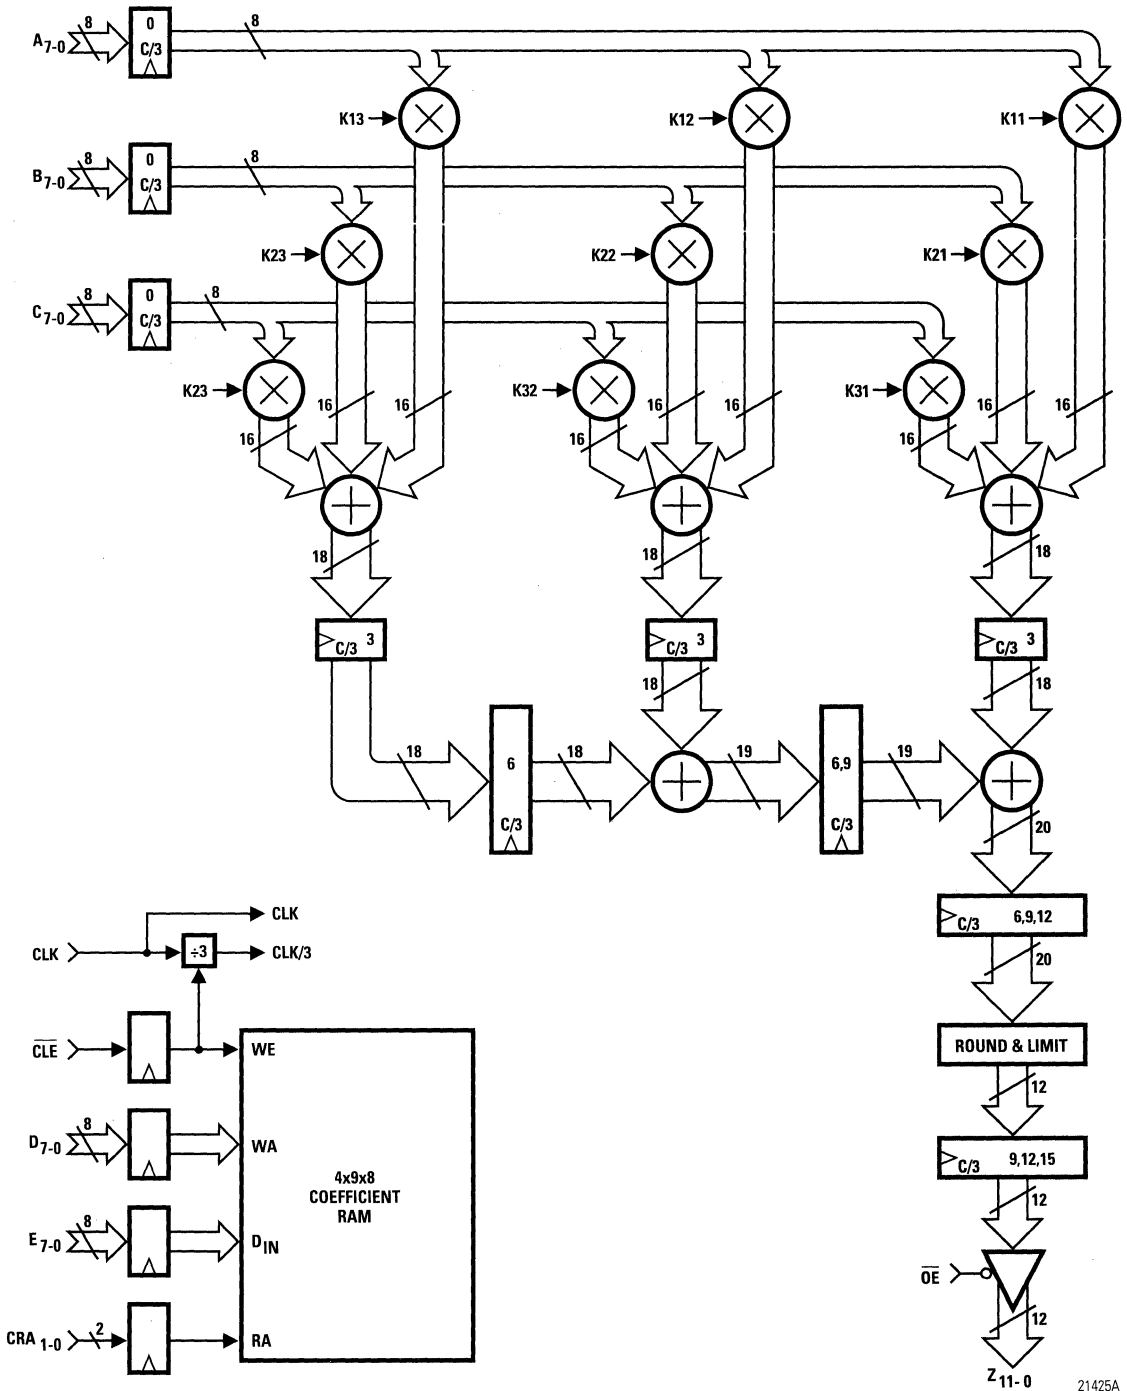 A7-0 8 0 C/3 8
K13 K12 K11
B7-0 8 0 C/3 8
K23 K22 K21
C7-0 8 0 C/3 8
K23 K32 K31
16 16 16 16 16 16 16 16 16
18 18 18
C/3 3 C/3 3 C/3 3
18 18
18 6 C/3 18 19 6,9 C/3 19
20
C/3 6,9,12
20
ROUND & LIMIT
12
C/3 9,12,15
12
OE
12
Z11-0
CLK
CLK ÷3 CLK/3
CLE WE
D7-0 8 WA
4x9x8
COEFFICIENT
RAM
E7-0 8 DIN
CRA1-0 2 RA
21425A